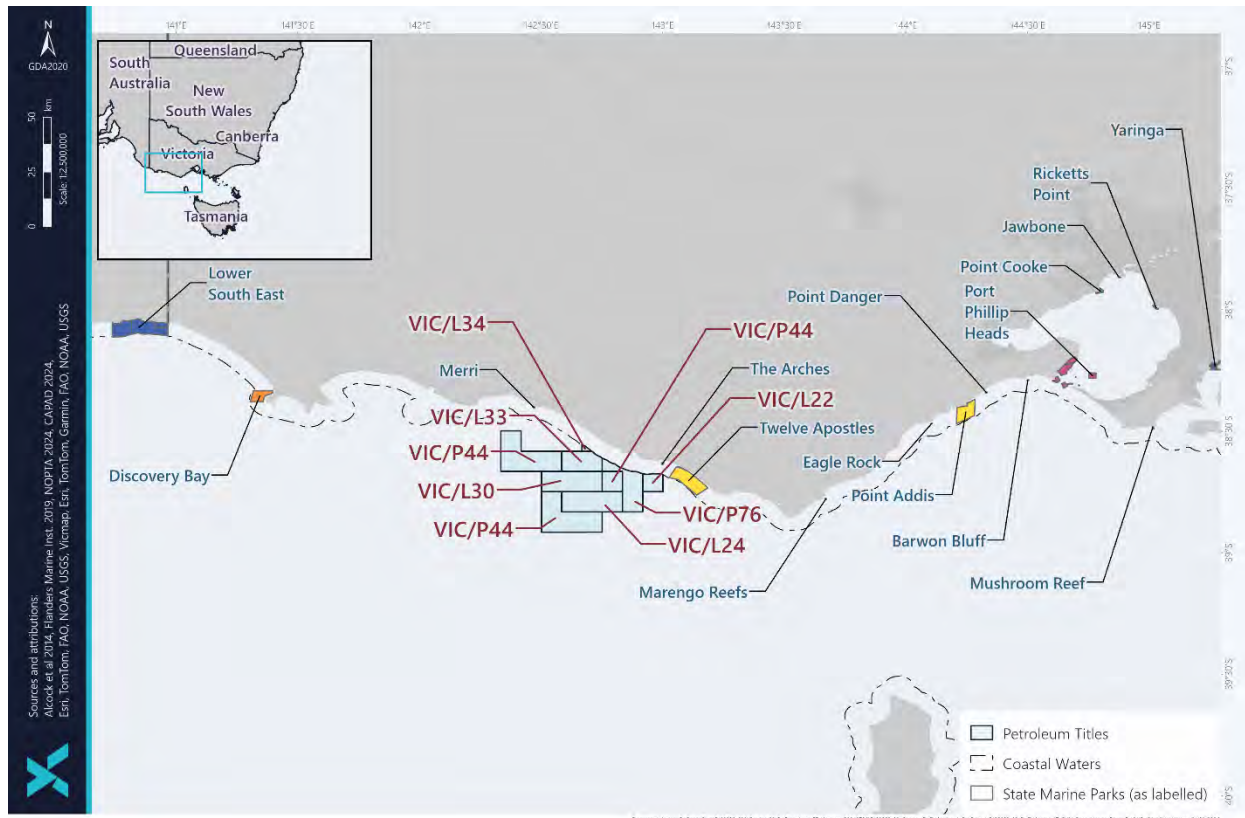 N
GDA2020
km
50
25
0
Scale: 1:2,500,000
Sources and attributions:
Alcock et al 2014, Flanders Marine Inst. 2019, NOPTA 2024, CAPAD 2024,
Esri, TomTom, FAO, NOAA, USGS, Vicmap, Esri, TomTom, Garmin, FAO, NOAA, USGS
141°E
141°30'E
142°50'E
143°E
143°30'E
144°E
144°30'E
145°E
37°S
37°30'S
38°S
38°30'S
39°S
39°30'S
40°S
Queensland
South
Australia
New
South Wales
Canberra
Victoria
Tasmania
Yaringa
Ricketts
Point
Jawbone
Point Cooke
Port
Phillip
Heads
Point Danger
Lower
South East
VIC/L34
VIC/P44
Merri
The Arches
VIC/L33
VIC/L22
Twelve Apostles
VIC/P44
Eagle Rock
Discovery Bay
VIC/L30
Point Addis
VIC/P76
VIC/P44
VIC/L24
Barwon Bluff
Marengo Reefs
Mushroom Reef
Petroleum Titles
Coastal Waters
State Marine Parks (as labelled)